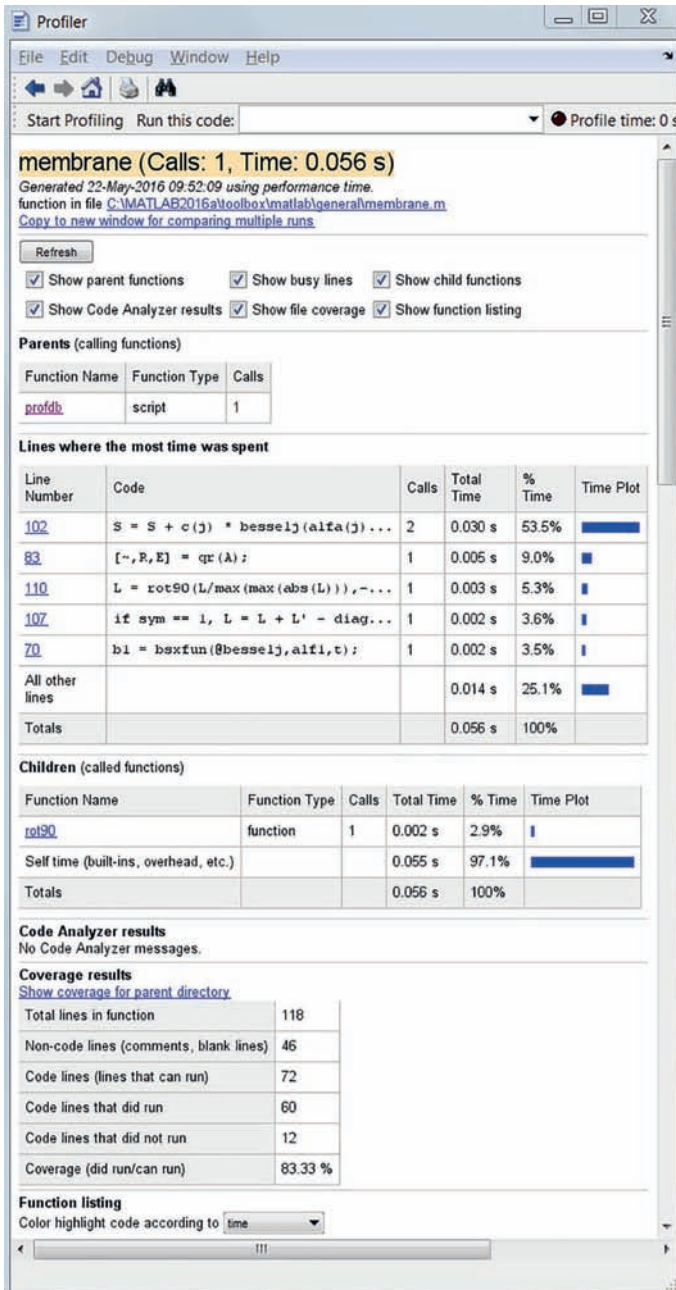 Profiler
File Edit Debug Window Help
Start Profiling Run this code: Profile time: 0 s
membrane (Calls: 1, Time: 0.056 s)
Generated 22-May-2016 09:52:09 using performance time.
function in file C:\MATLAB2016a\toolbox\matlab\general\membrane.m
Copy to new window for comparing multiple runs
Refresh
Show parent functions Show busy lines Show child functions
Show Code Analyzer results Show file coverage Show function listing
Parents (calling functions)
Function Name Function Type Calls
profdb script 1
Lines where the most time was spent
Line Number Code Calls Total Time % Time Time Plot
102 S = S + c(j) * besselj(alfa(j)... 2 0.030 s 53.5%
83 [~,R,E] = qr(A); 1 0.005 s 9.0%
110 L = rot90(L/max(max(abs(L))),-... 1 0.003 s 5.3%
107 if sym == 1, L = L + L' - diag... 1 0.002 s 3.6%
70 b1 = bsxfun(@besselj,alf1,t); 1 0.002 s 3.5%
All other lines 0.014 s 25.1%
Totals 0.056 s 100%
Children (called functions)
Function Name Function Type Calls Total Time % Time Time Plot
rot90 function 1 0.002 s 2.9%
Self time (built-ins, overhead, etc.) 0.055 s 97.1%
Totals 0.056 s 100%
Code Analyzer results
No Code Analyzer messages.
Coverage results
Show coverage for parent directory
Total lines in function 118
Non-code lines (comments, blank lines) 46
Code lines (lines that can run) 72
Code lines that did run 60
Code lines that did not run 12
Coverage (did run/can run) 83.33 %
Function listing
Color highlight code according to time